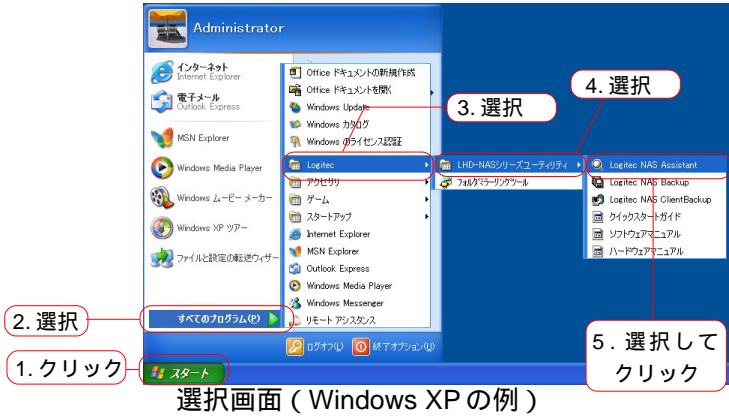 Administrator
インターネット
Internet Explorer
電子メール
Outlook Express
MSN Explorer
Windows Media Player
Windows ムービー メーカー
Windows XP ツアー
ファイルと設定の転送ウィザー
すべてのプログラム(P)
Office ドキュメントの新規作成
Office ドキュメントを開く
Windows Update
Windows カタログ
Windows のライセンス認証
Logitec
アクセサリ
ゲーム
スタートアップ
Internet Explorer
MSN Explorer
Outlook Express
Windows Media Player
Windows Messenger
リモート アシスタンス
LHD-NASシリーズユーティリティ
フォルダミラーリングツール
Logitec NAS Assistant
Logitec NAS Backup
Logitec NAS ClientBackup
クイックスタートガイド
ソフトウェアマニュアル
ハードウェアマニュアル
ログオフ(L)
終了オプション(U)
スタート
1. クリック
2. 選択
3. 選択
4. 選択
5. 選択して
クリック
選択画面 ( Windows XP の例 )